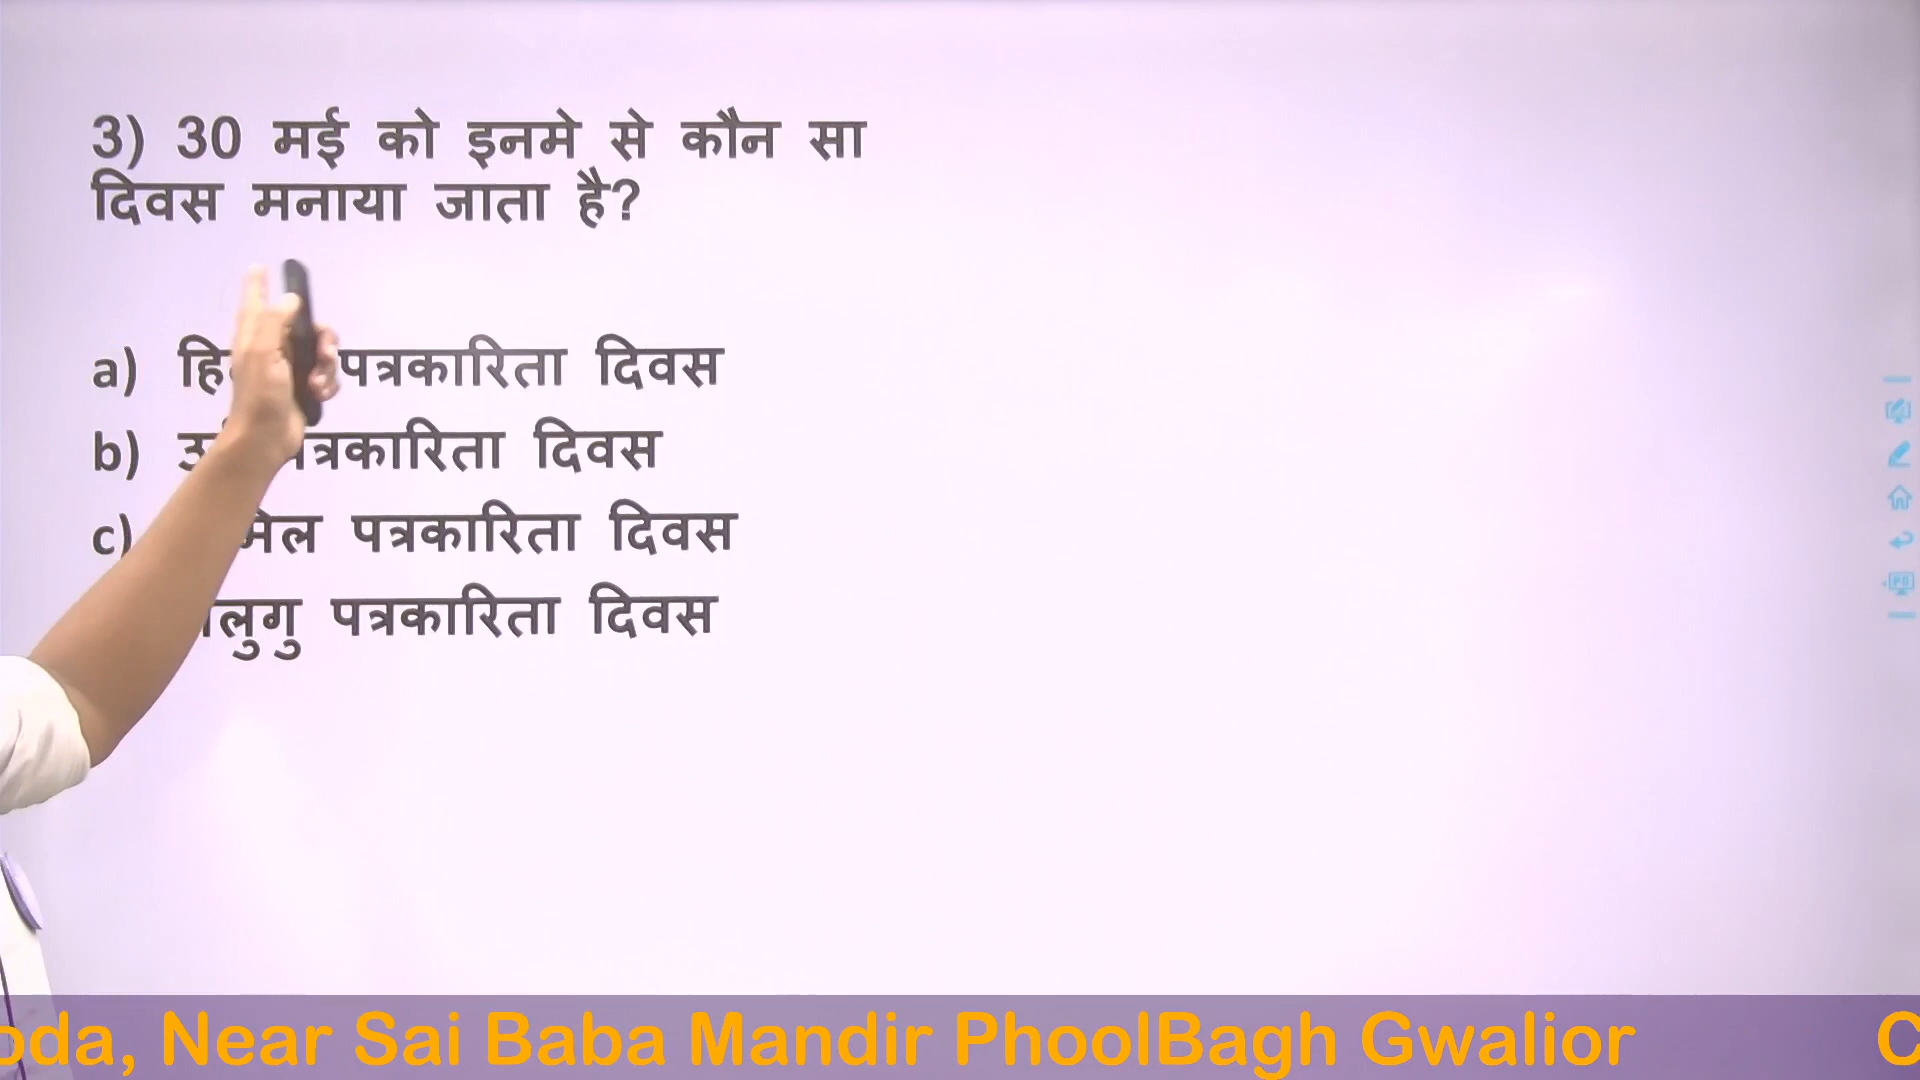 3) 30 मई को इनमे से कौन सा
दिवस मनाया जाता है?
a) पत्रकारिता दिवस
b) पत्रकारिता दिवस
c) पत्रकारिता दिवस
पत्रकारिता दिवस
Near Sai Baba Mandir PhoolBagh Gwalior